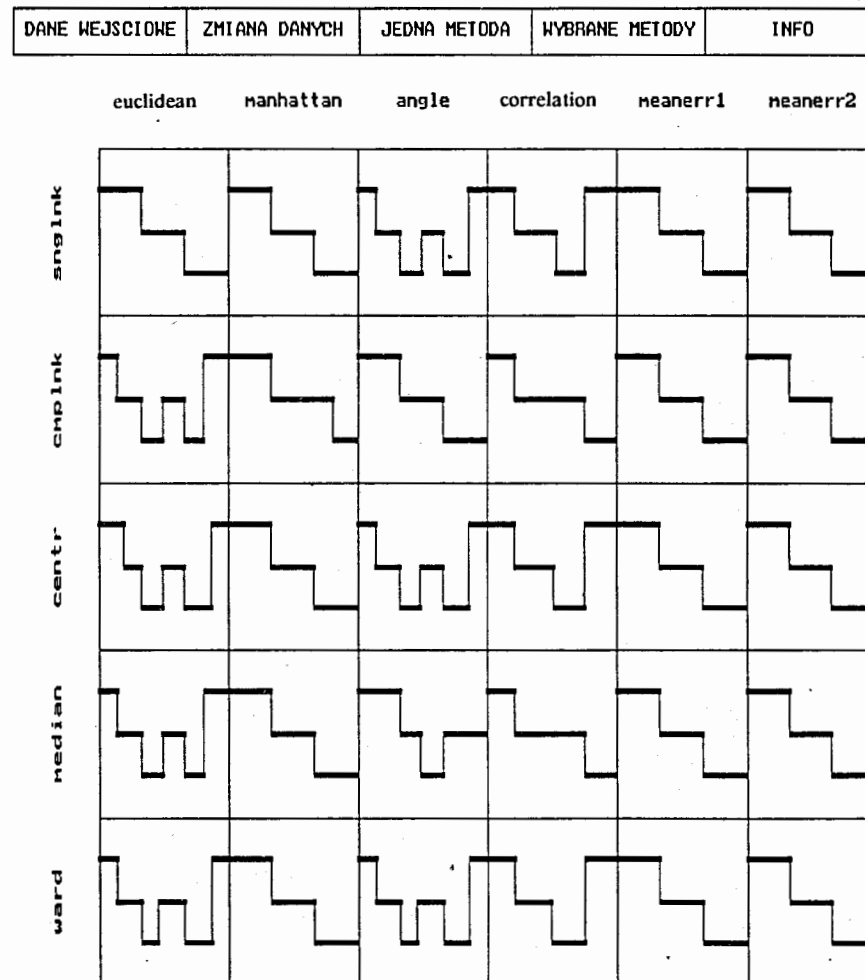 DANE WEJSCIOWE ZMIANA DANYCH JEDNA METODA WYBRANE METODY INFO
euclidean manhattan angle correlation meanerr1 meanerr2
snglnk
cmplnk
centr
median
ward